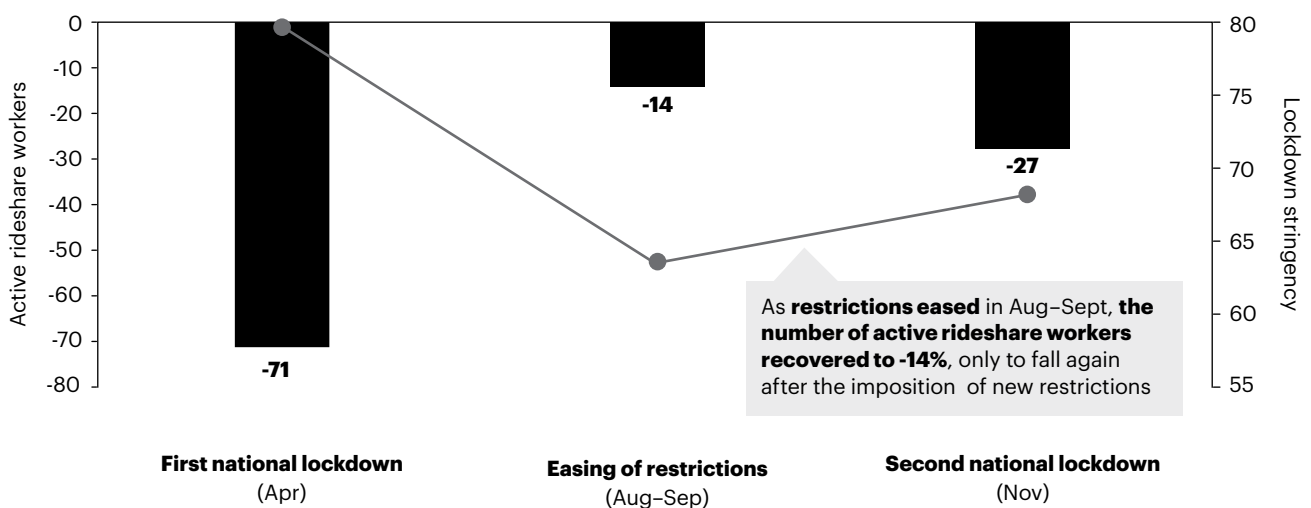 Active rideshare workers
0
-10
-20
-30
-40
-50
-60
-70
-80
-71
-14
-27
80
75
70
65
60
55
Lockdown stringency
As restrictions eased in Aug–Sept, the
number of active rideshare workers
recovered to -14%, only to fall again
after the imposition of new restrictions
First national lockdown
(Apr)
Easing of restrictions
(Aug–Sep)
Second national lockdown
(Nov)